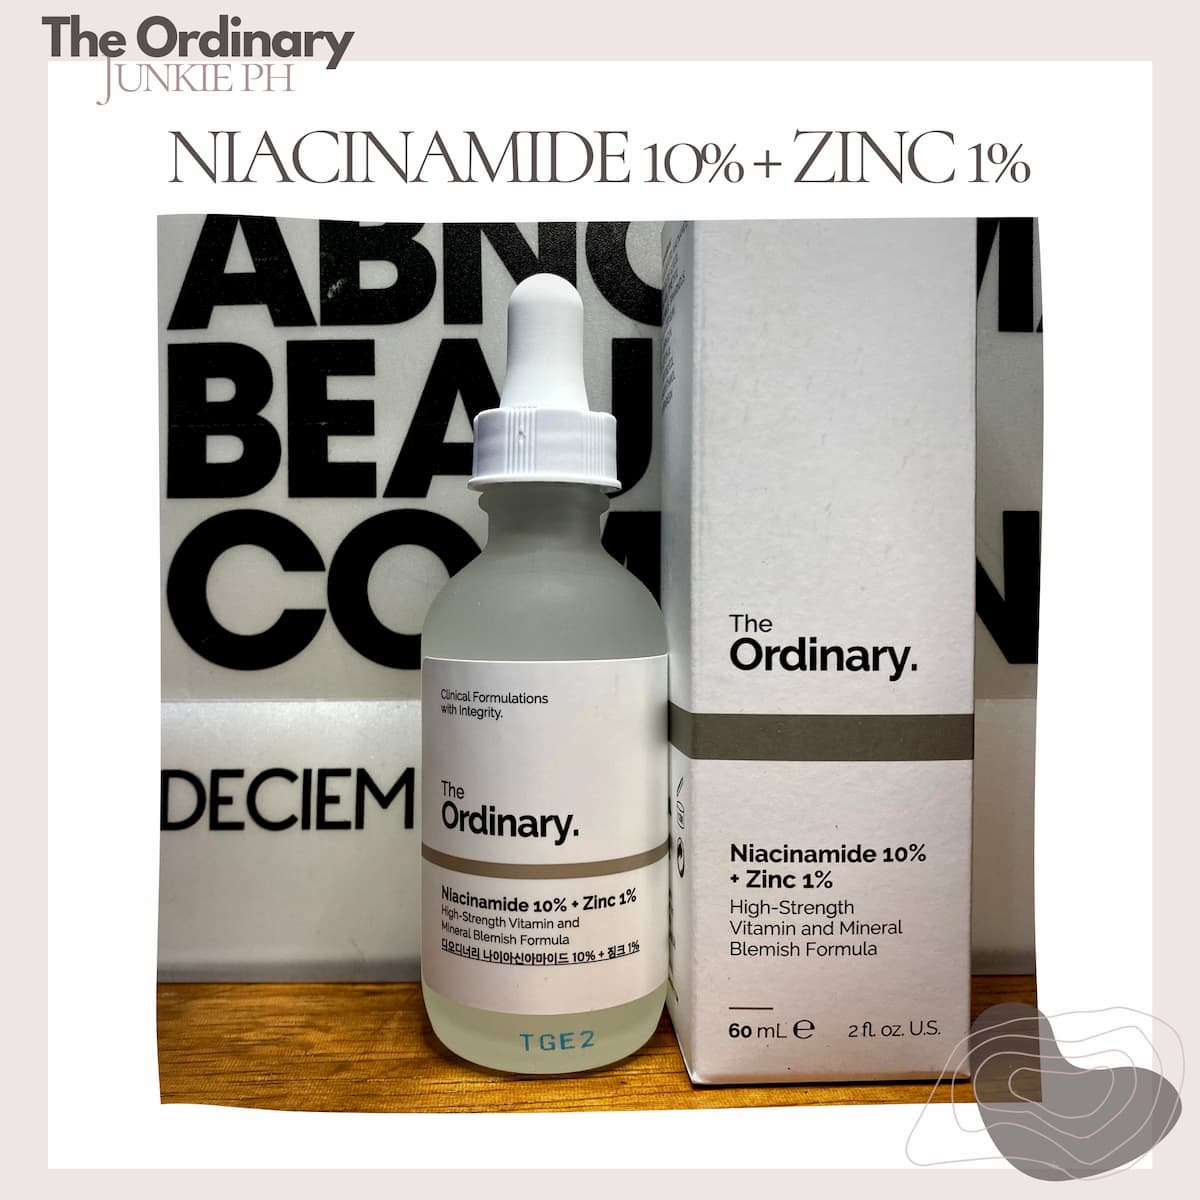 The Ordinary
JUNKIE PH
NIACINAMIDE 10% + ZINC 1%
ABNO
BEAU
CO
DECIEM
Clinical Formulations
with Integrity.
The
Ordinary.
Niacinamide 10% + Zinc 1%
High-Strength Vitamin and
Mineral Blemish Formula
디오디너리 나이아신아마이드 10% + 징크 1%
TGE2
The
Ordinary.
Niacinamide 10%
+ Zinc 1%
High-Strength
Vitamin and Mineral
Blemish Formula
60 mL ℮ 2 fl. oz. U.S.